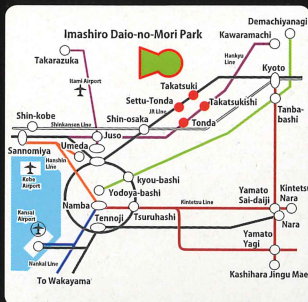 Demachiyanagi
Imashiro Daio-no-Mori Park
Kawaramachi
Takarazuka
Hankyu
Line
Kyoto
Itami Airport
Takatsuki
Settu-Tonda
JR Line
Takatsukishi
Shin-osaka
Tonda
Tanba-
bashi
Shin-kobe
Shinkansen Line
Juso
Sannomiya
Umeda
Hanshin
Line
Kobe
Airport
kyou-bashi
Yodoya-bashi
Yamato
Sai-daiji
Kintetsu
Nara
Kintetsu Line
Namba
Tsuruhashi
Nara
Kansai
Airport
Tennoji
Yamato
Yagi
Nankai Line
To Wakayama
Kashihara Jingu Mae